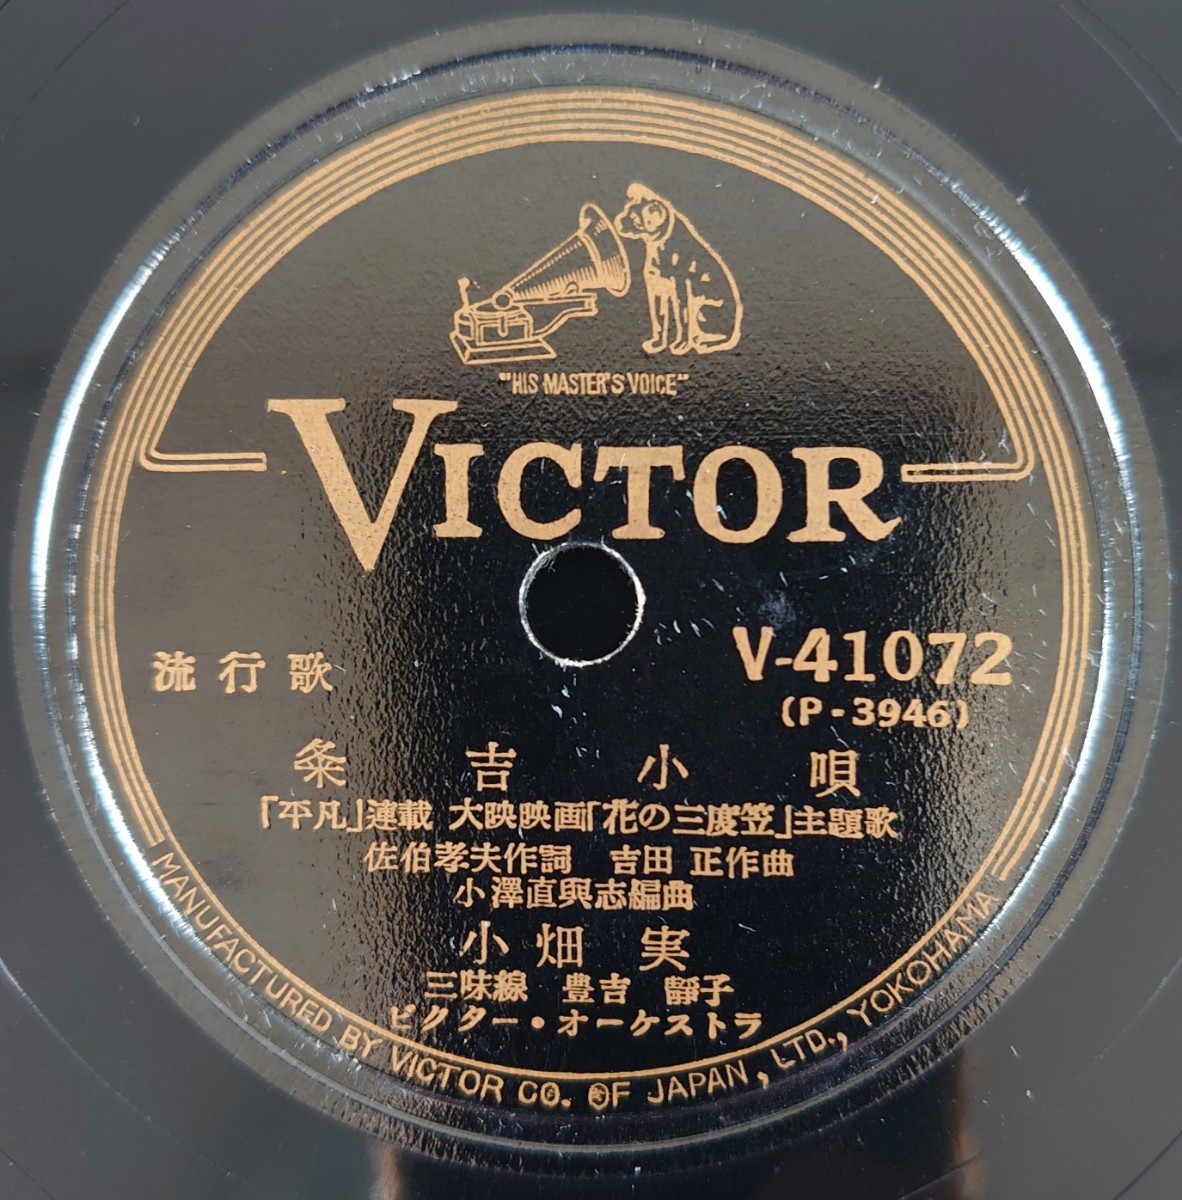 "HIS MASTER'S VOICE"
VICTOR
流行歌
V-41072
(P-3946)
粂吉小唄
「平凡」連載 大映映画「花の三度笠」主題歌
佐伯孝夫作詞 吉田 正作曲
小澤直與志編曲
小畑 実
三味線 豊吉 靜子
ビクター・オーケストラ
MANUFACTURED BY VICTOR CO. OF JAPAN, LTD., YOKOHAMA